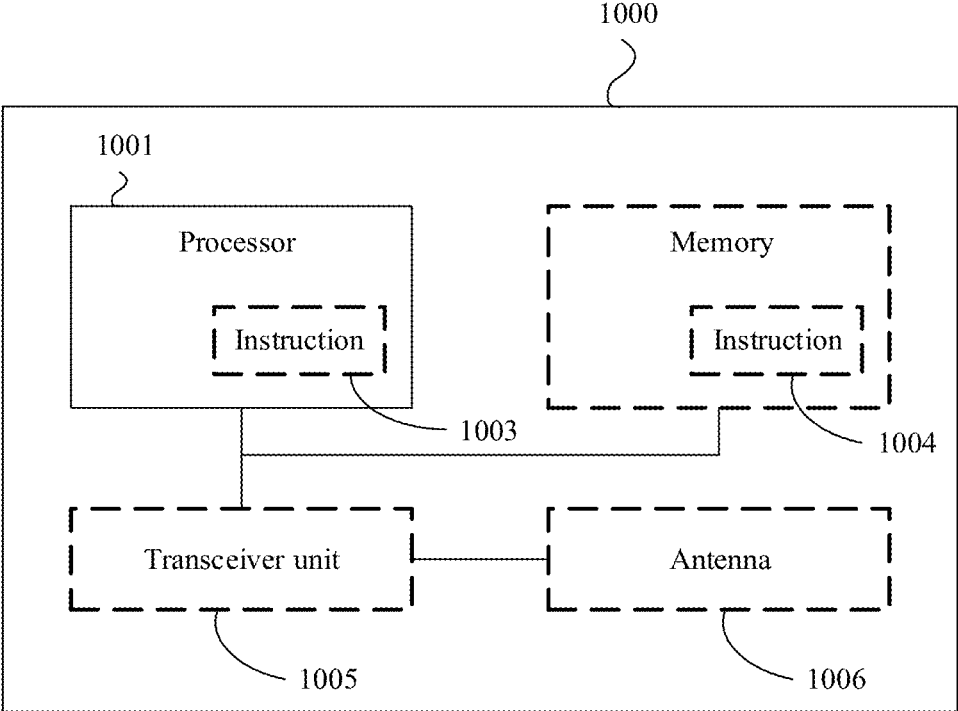 1000
1001
Processor
Memory
Instruction
Instruction
1003
1004
Transceiver unit
Antenna
1005
1006